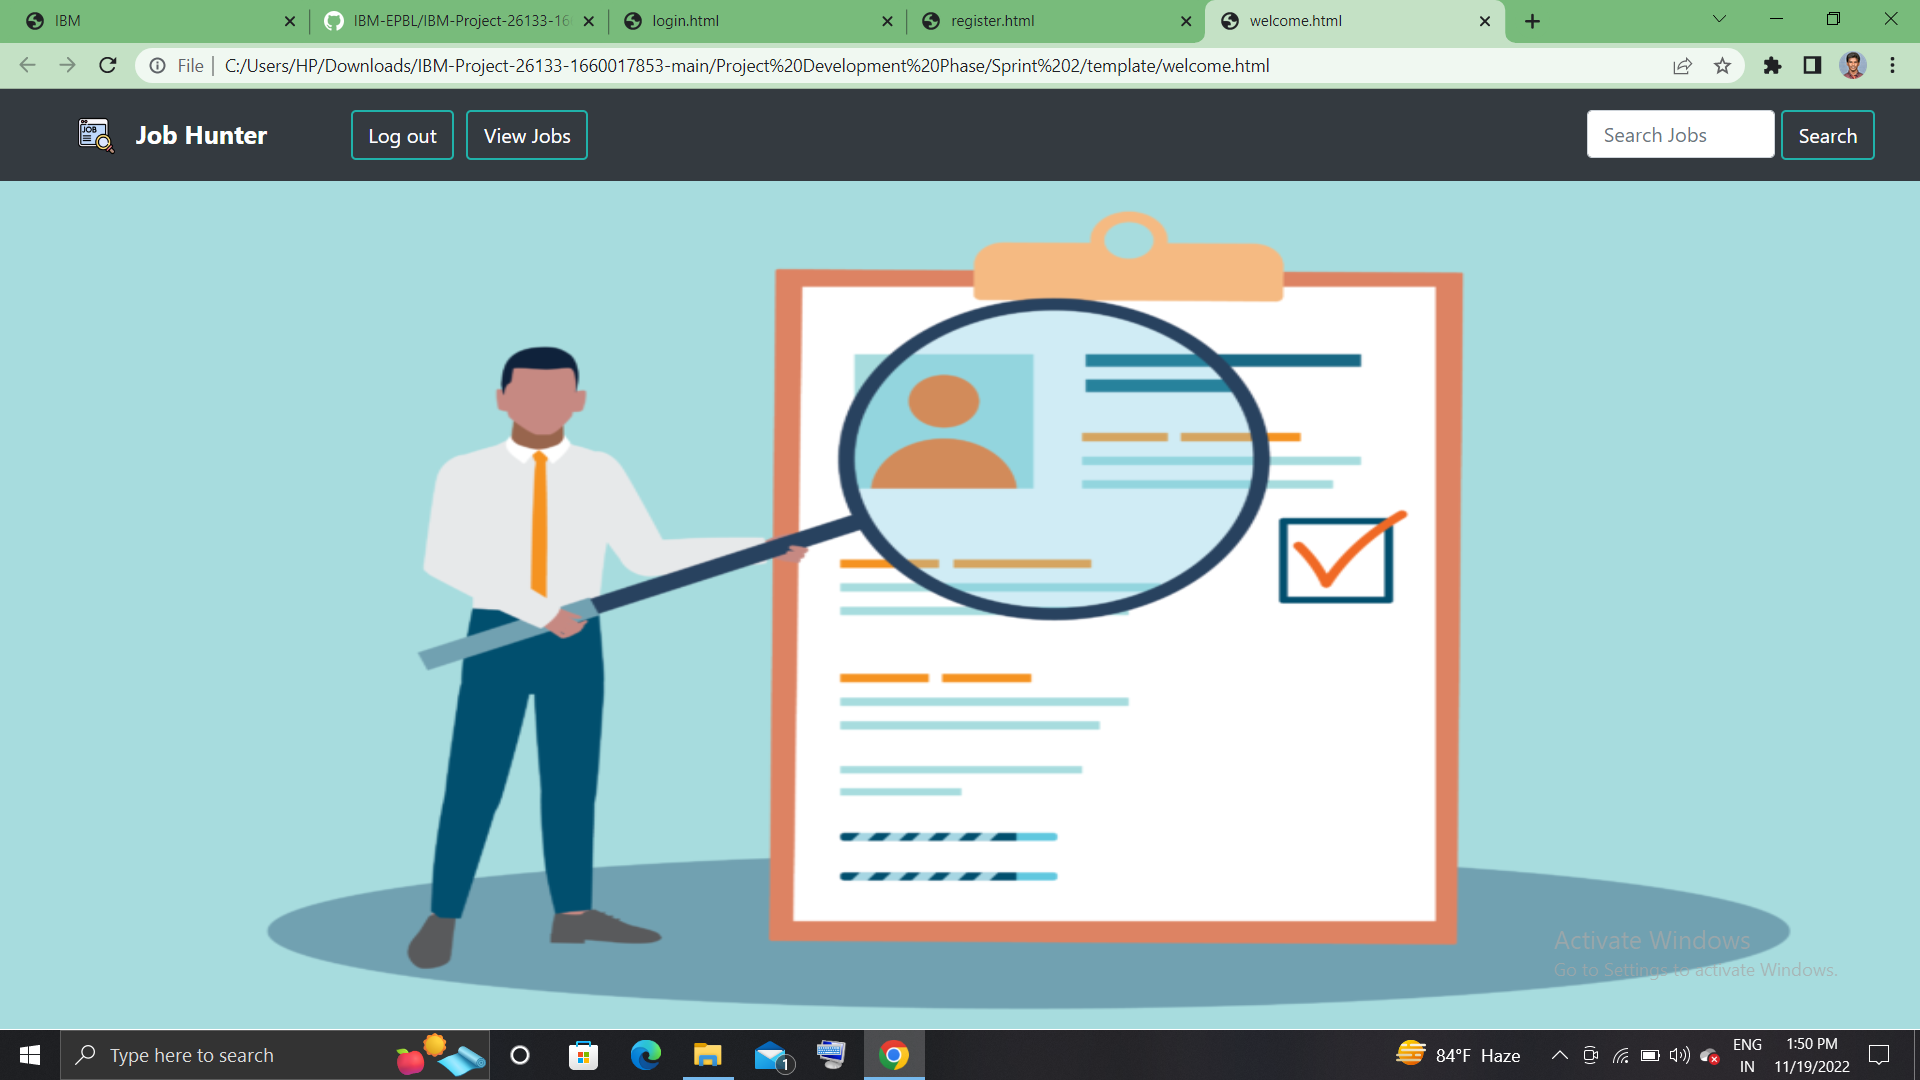 IBM
IBM-EPBL/IBM-Project-26133-16
login.html
register.html
welcome.html
File
C:/Users/HP/Downloads/IBM-Project-26133-1660017853-main/Project%20Development%20Phase/Sprint%202/template/welcome.html
JOB
Job Hunter
Log out
View Jobs
Search Jobs
Search
Activate Windows
Go to Settings to activate Windows.
Type here to search
1
84°F Haze
ENG
IN
1:50 PM
11/19/2022